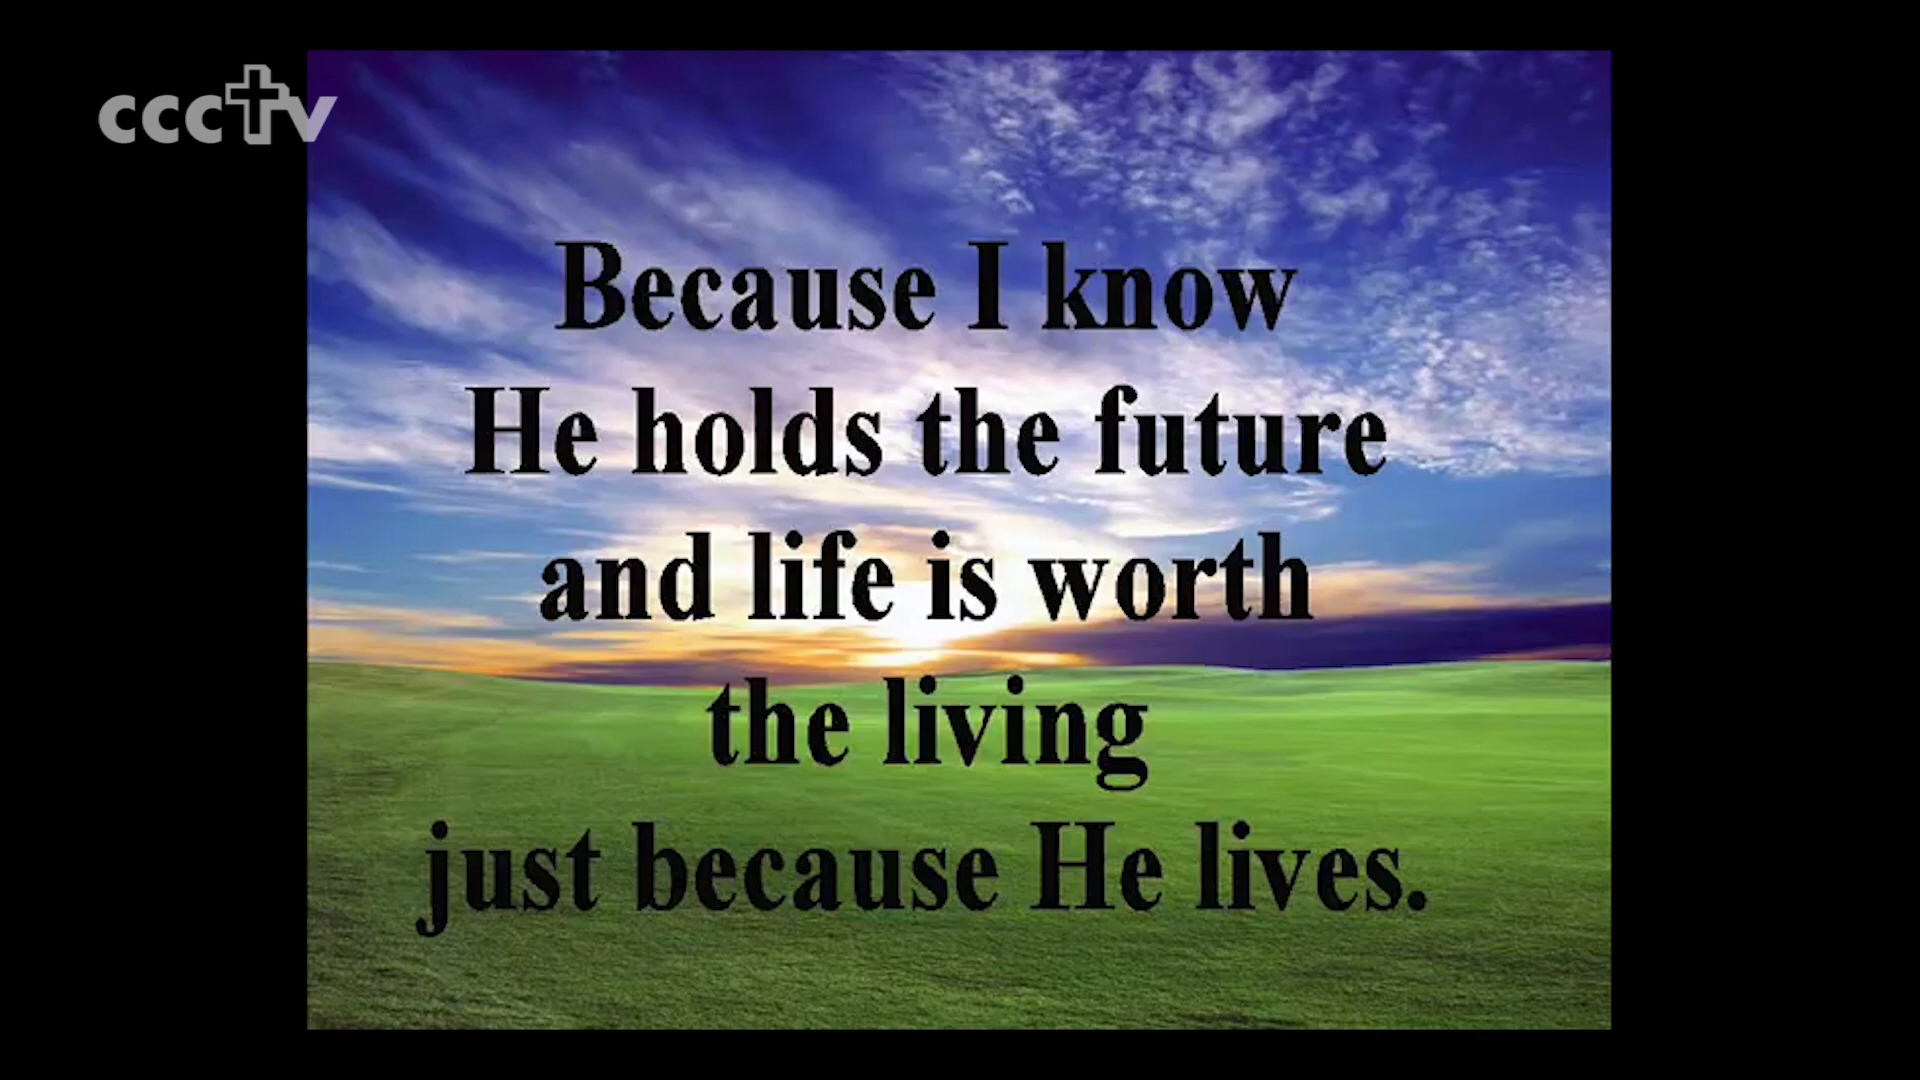 cccTv
Because I know
He holds the future
and life is worth
the living
just because He lives.